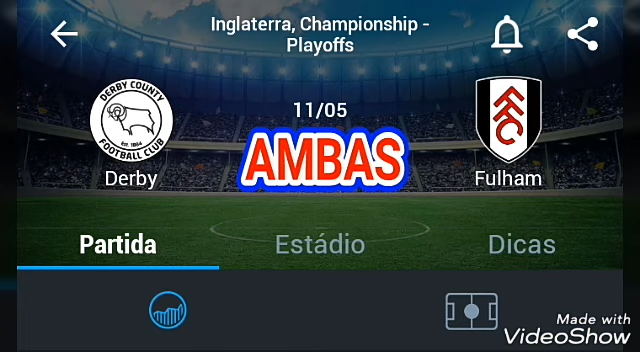 Inglaterra, Championship -
Playoffs
DERBY COUNTY
EST. 1884
FOOTBALL CLUB
11/05
FFC
AMBAS
Derby
Fulham
Partida
Estádio
Dicas
Made with
VideoShow